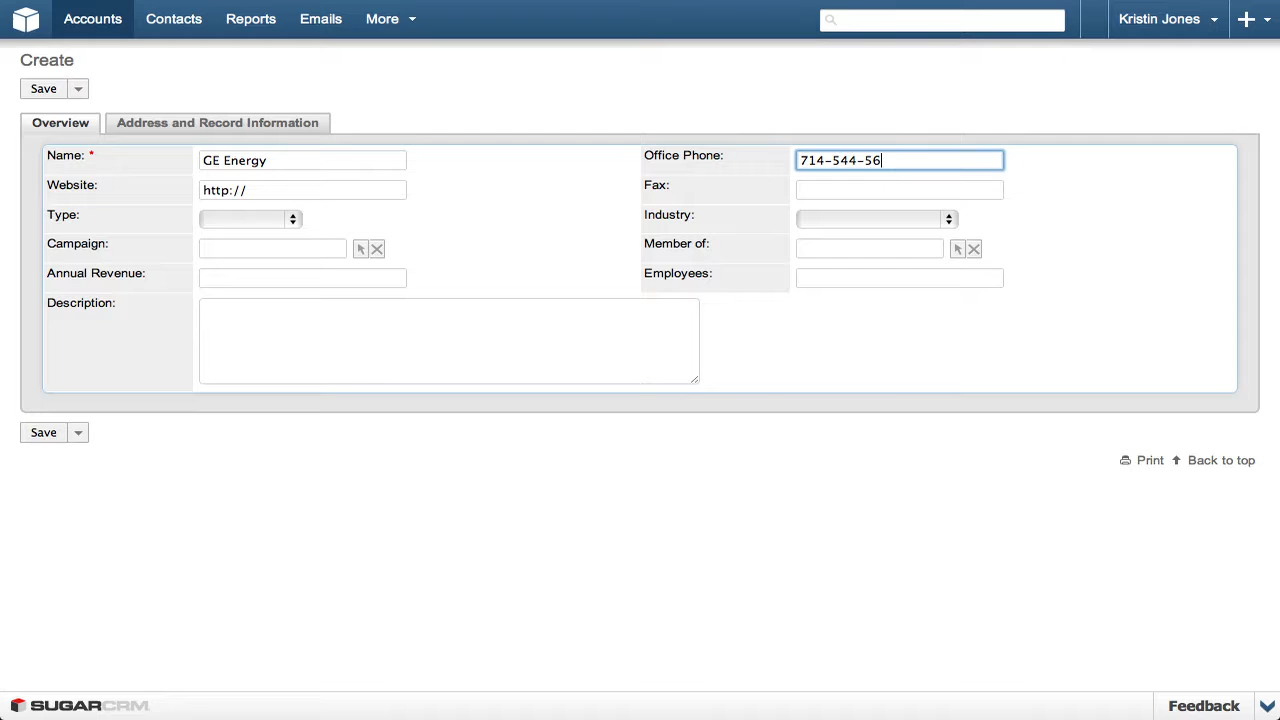 Accounts Contacts Reports Emails More Kristin Jones
Create
Save
Overview Address and Record Information
Name: * GE Energy Office Phone: 714-544-56
Website: http:// Fax:
Type: Industry:
Campaign: Member of:
Annual Revenue: Employees:
Description:
Save
Print Back to top
SUGARCRM Feedback